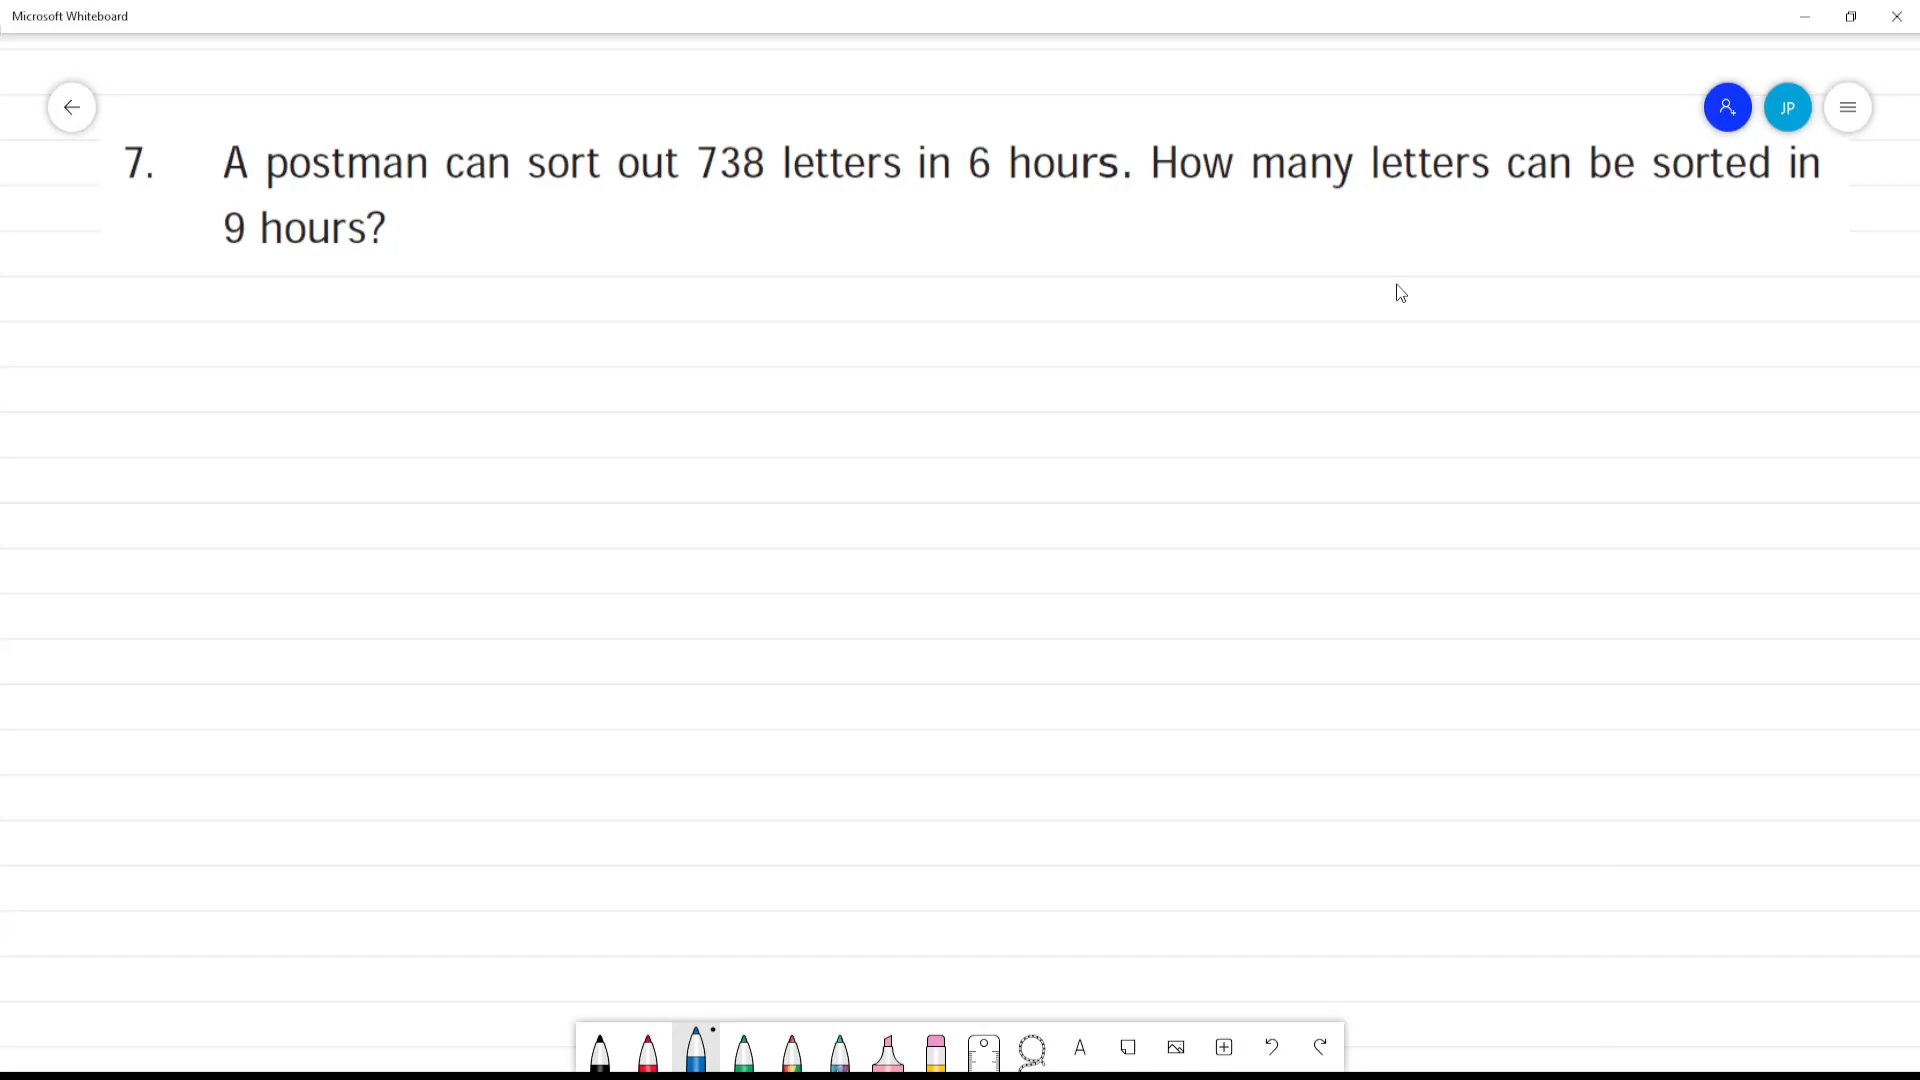 Microsoft Whiteboard
JP
7. A postman can sort out 738 letters in 6 hours. How many letters can be sorted in
9 hours?
A